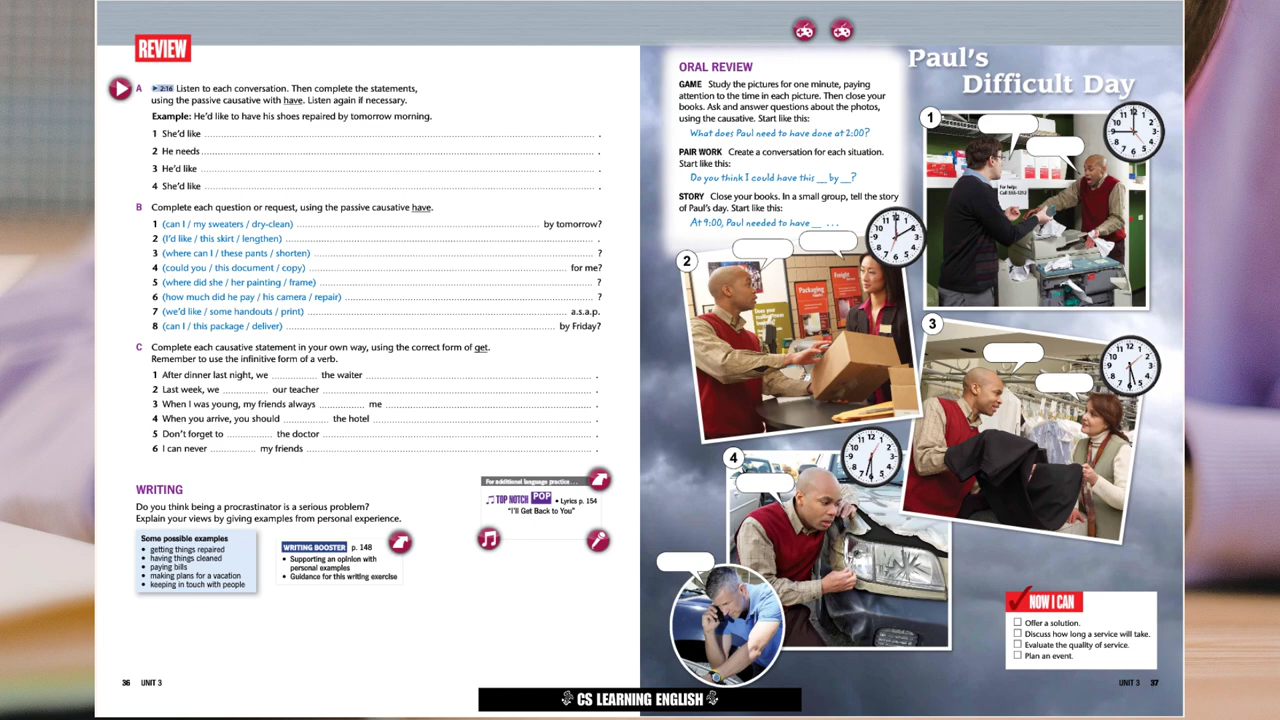 REVIEW
A 2:16 Listen to each conversation. Then complete the statements,
using the passive causative with have. Listen again if necessary.
Example: He'd like to have his shoes repaired by tomorrow morning.
1 She'd like .
2 He needs .
3 He'd like .
4 She'd like .
B Complete each question or request, using the passive causative have.
1 (can I / my sweaters / dry-clean) by tomorrow?
2 (I'd like / this skirt / lengthen) .
3 (where can I / these pants / shorten) ?
4 (could you / this document / copy) for me?
5 (where did she / her painting / frame) ?
6 (how much did he pay / his camera / repair) ?
7 (we'd like / some handouts / print) a.s.a.p.
8 (can I / this package / deliver) by Friday?
C Complete each causative statement in your own way, using the correct form of get.
Remember to use the infinitive form of a verb.
1 After dinner last night, we the waiter .
2 Last week, we our teacher .
3 When I was young, my friends always me .
4 When you arrive, you should the hotel .
5 Don't forget to the doctor .
6 I can never my friends .
WRITING
Do you think being a procrastinator is a serious problem?
Explain your views by giving examples from personal experience.
Some possible examples
• getting things repaired
• having things cleaned
• paying bills
• making plans for a vacation
• keeping in touch with people
WRITING BOOSTER p. 148
• Supporting an opinion with
personal examples
• Guidance for this writing exercise
For additional language practice . . .
TOP NOTCH POP • Lyrics p. 154
"I'll Get Back to You"
36 UNIT 3
ORAL REVIEW
GAME Study the pictures for one minute, paying
attention to the time in each picture. Then close your
books. Ask and answer questions about the photos,
using the causative. Start like this:
What does Paul need to have done at 2:00?
PAIR WORK Create a conversation for each situation.
Start like this:
Do you think I could have this __ by __?
STORY Close your books. In a small group, tell the story
of Paul's day. Start like this:
At 9:00, Paul needed to have __ . . .
Paul's
Difficult Day
1
For help:
Call 555-1212
2
Packaging
Freight
3
4
NOW I CAN
Offer a solution.
Discuss how long a service will take.
Evaluate the quality of service.
Plan an event.
UNIT 3 37
CS LEARNING ENGLISH